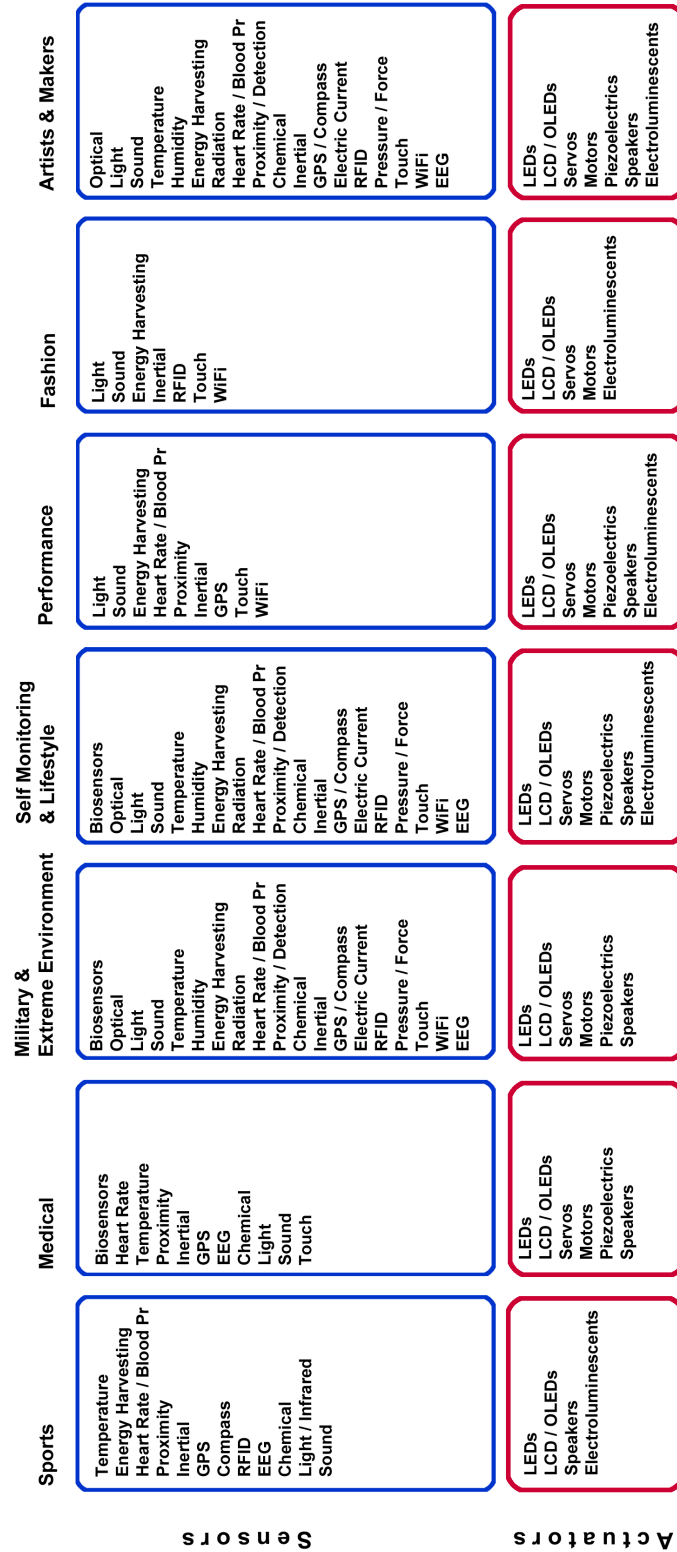 Sports
Medical
Military &
Extreme Environment
Self Monitoring
& Lifestyle
Performance
Fashion
Artists & Makers
Sensors
Temperature
Energy Harvesting
Heart Rate / Blood Pr
Proximity
Inertial
GPS
Compass
RFID
EEG
Chemical
Light / Infrared
Sound
Biosensors
Heart Rate
Temperature
Proximity
Inertial
GPS
EEG
Chemical
Light
Sound
Touch
Biosensors
Optical
Light
Sound
Temperature
Humidity
Energy Harvesting
Radiation
Heart Rate / Blood Pr
Proximity / Detection
Chemical
Inertial
GPS / Compass
Electric Current
RFID
Pressure / Force
Touch
WiFi
EEG
Biosensors
Optical
Light
Sound
Temperature
Humidity
Energy Harvesting
Radiation
Heart Rate / Blood Pr
Proximity / Detection
Chemical
Inertial
GPS / Compass
Electric Current
RFID
Pressure / Force
Touch
WiFi
EEG
Light
Sound
Energy Harvesting
Heart Rate / Blood Pr
Proximity
Inertial
GPS
Touch
WiFi
Light
Sound
Energy Harvesting
Inertial
RFID
Touch
WiFi
Optical
Light
Sound
Temperature
Humidity
Energy Harvesting
Radiation
Heart Rate / Blood Pr
Proximity / Detection
Chemical
Inertial
GPS / Compass
Electric Current
RFID
Pressure / Force
Touch
WiFi
EEG
Actuators
LEDs
LCD / OLEDs
Speakers
Electroluminescents
LEDs
LCD / OLEDs
Servos
Motors
Piezoelectrics
Speakers
LEDs
LCD / OLEDs
Servos
Motors
Piezoelectrics
Speakers
LEDs
LCD / OLEDs
Servos
Motors
Piezoelectrics
Speakers
Electroluminescents
LEDs
LCD / OLEDs
Servos
Motors
Piezoelectrics
Speakers
Electroluminescents
LEDs
LCD / OLEDs
Servos
Motors
Electroluminescents
LEDs
LCD / OLEDs
Servos
Motors
Piezoelectrics
Speakers
Electroluminescents